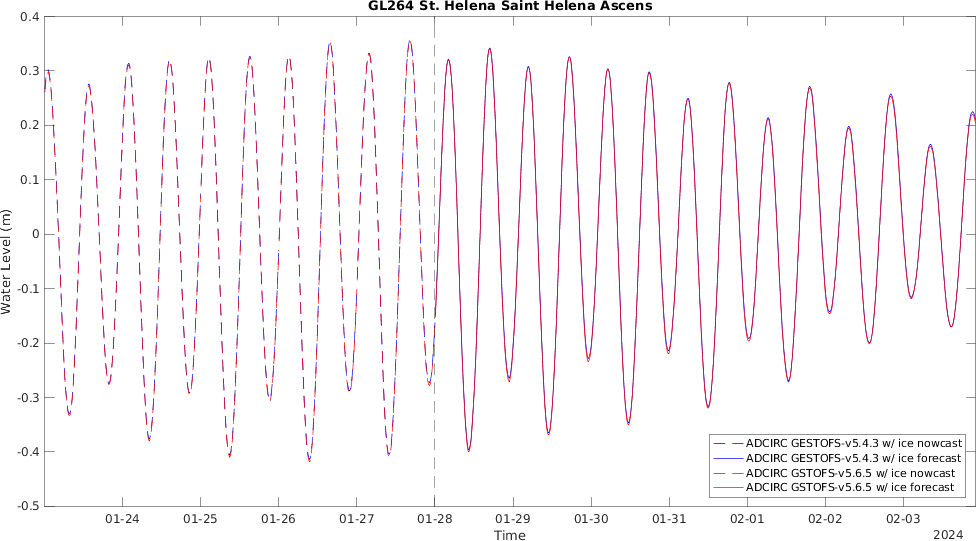 GL264 St. Helena Saint Helena Ascens
0.4
0.3
0.2
0.1
0
-0.1
-0.2
-0.3
-0.4
-0.5
Water Level (m)
ADCIRC GESTOFS-v5.4.3 w/ ice nowcast
ADCIRC GESTOFS-v5.4.3 w/ ice forecast
ADCIRC GSTOFS-v5.6.5 w/ ice nowcast
ADCIRC GSTOFS-v5.6.5 w/ ice forecast
01-24 01-25 01-26 01-27 01-28 01-29 01-30 01-31 02-01 02-02 02-03
Time
2024